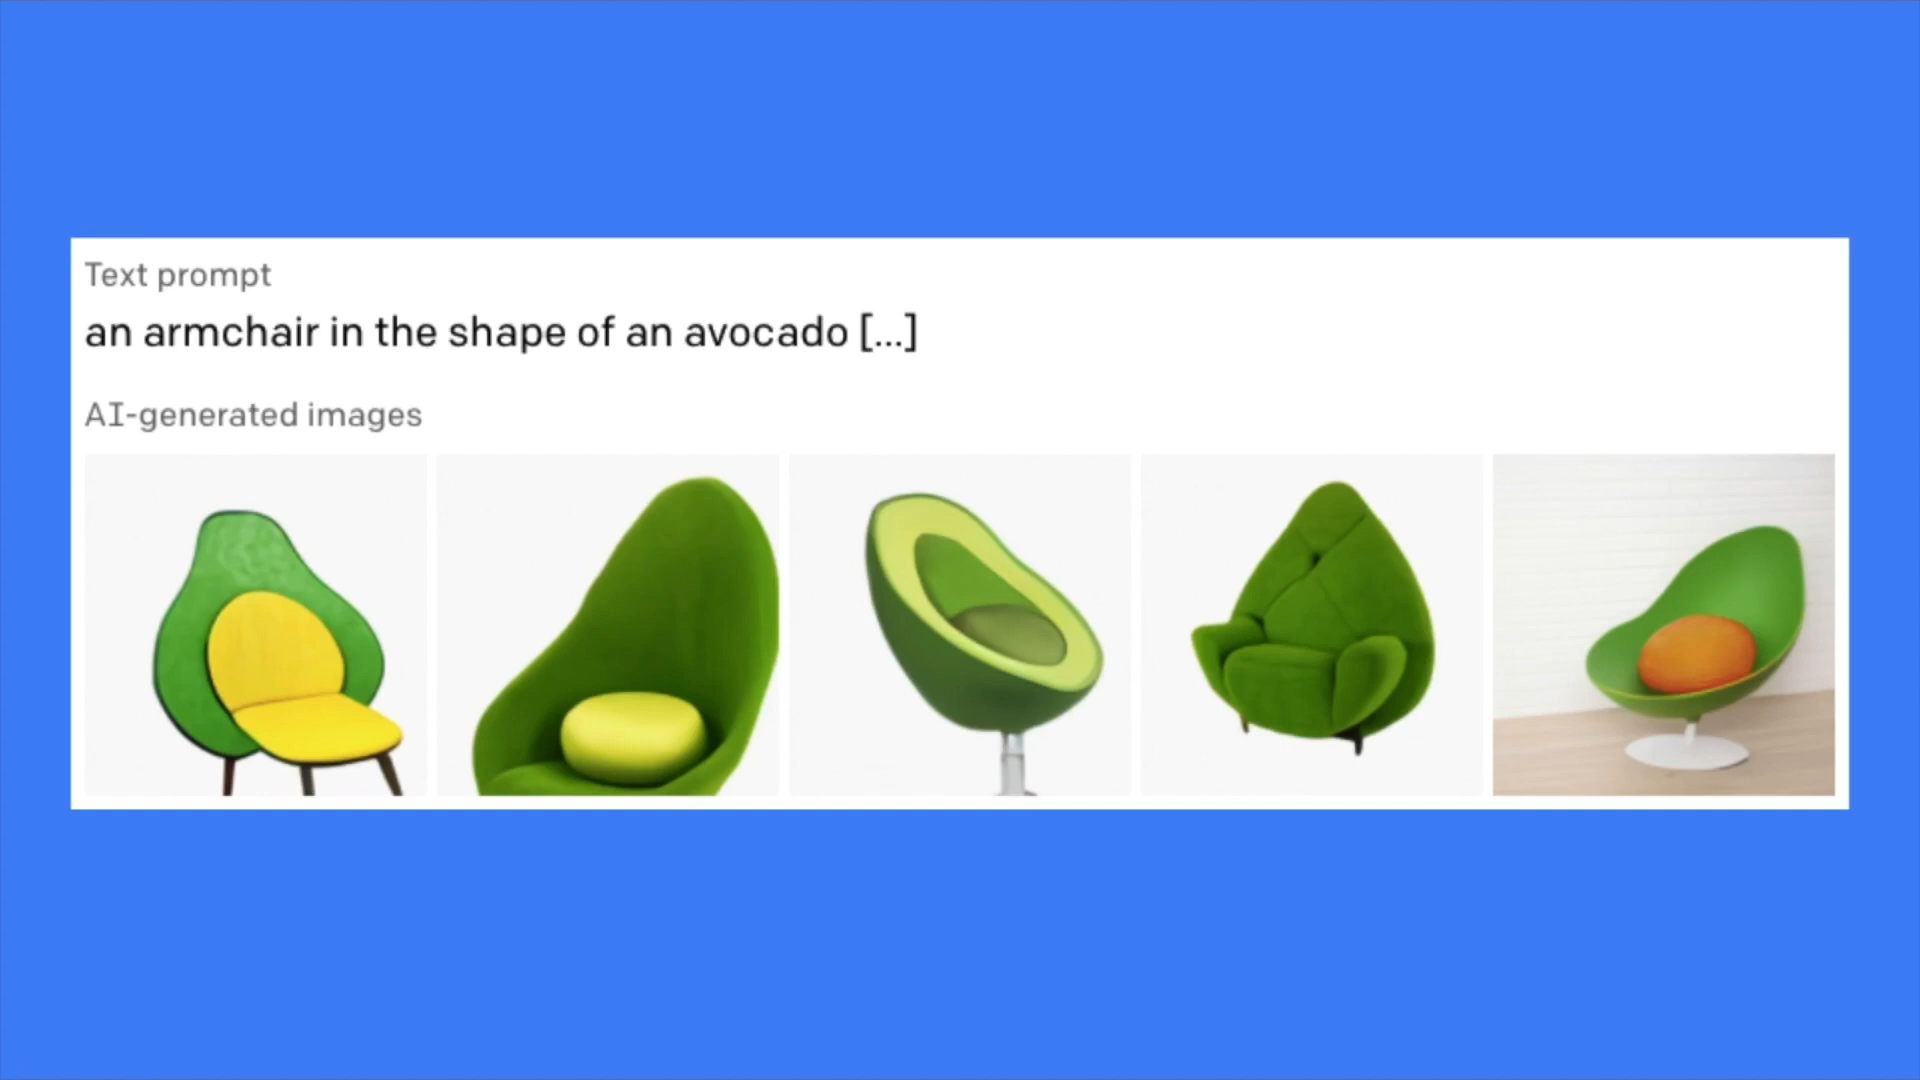 Text prompt
an armchair in the shape of an avocado [...]
AI-generated images